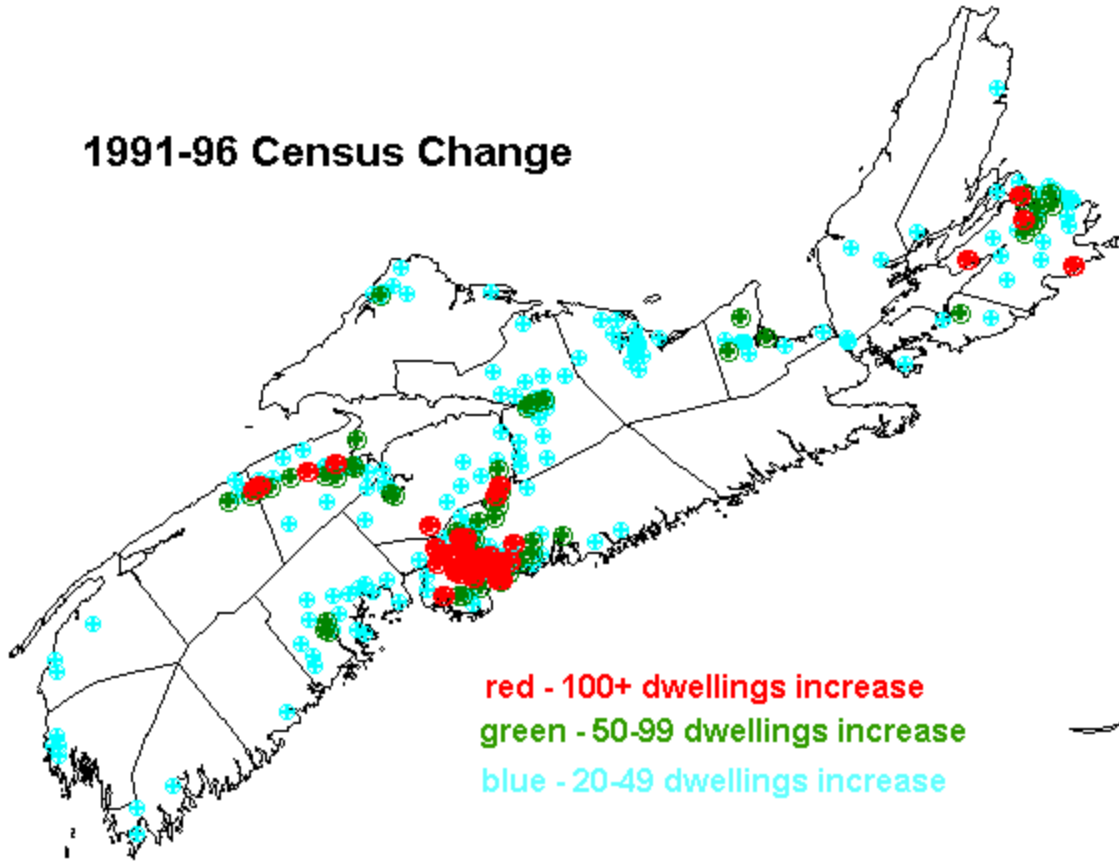 1991-96 Census Change
red - 100+ dwellings increase
green - 50-99 dwellings increase
blue - 20-49 dwellings increase